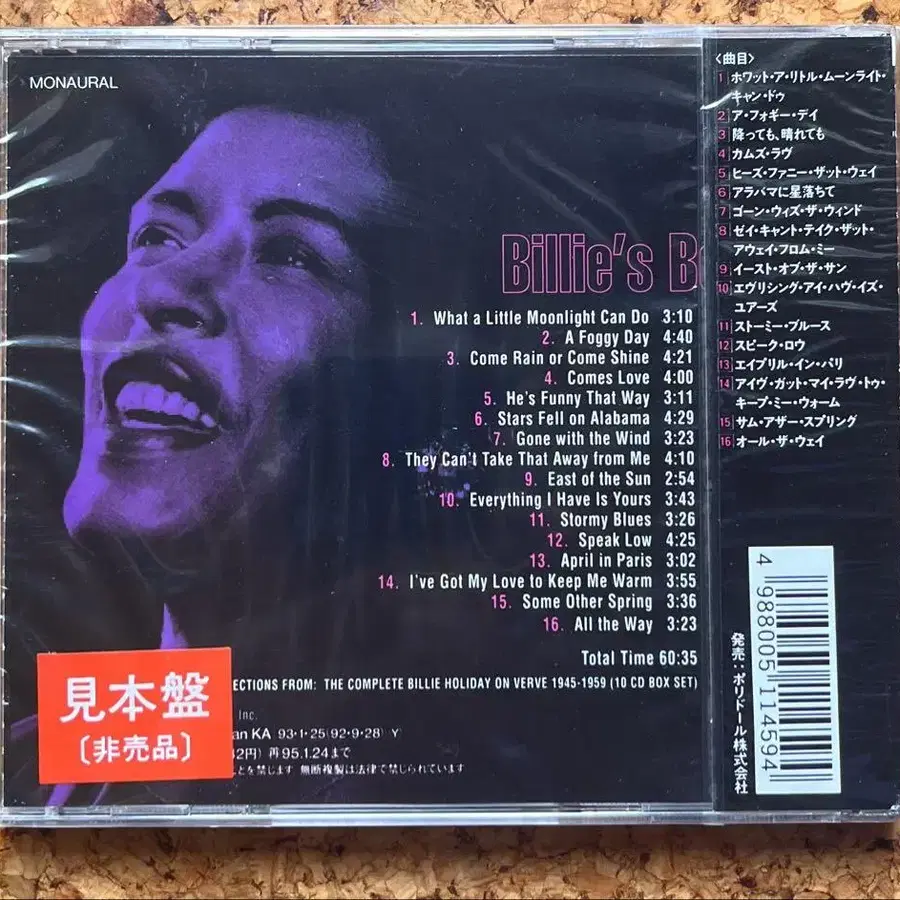 MONAURAL
Billie's B
1. What a Little Moonlight Can Do 3:10
2. A Foggy Day 4:40
3. Come Rain or Come Shine 4:21
4. Comes Love 4:00
5. He's Funny That Way 3:11
6. Stars Fell on Alabama 4:29
7. Gone with the Wind 3:23
8. They Can't Take That Away from Me 4:10
9. East of the Sun 2:54
10. Everything I Have Is Yours 3:43
11. Stormy Blues 3:26
12. Speak Low 4:25
13. April in Paris 3:02
14. I've Got My Love to Keep Me Warm 3:55
15. Some Other Spring 3:36
16. All the Way 3:23
Total Time 60:35
ECTIONS FROM: THE COMPLETE BILLIE HOLIDAY ON VERVE 1945-1959 (10 CD BOX SET)
Inc.
an KA 93・1・25(92・9・28) Y
2円) 再95.1.24まで
ことを禁じます 無断複製は法律で禁じられています
見本盤
〔非売品〕
〈曲目〉
1 ホワット・ア・リトル・ムーンライト・
キャン・ドゥ
2 ア・フォギー・デイ
3 降っても、晴れても
4 カムズ・ラヴ
5 ヒーズ・ファニー・ザット・ウェイ
6 アラバマに星落ちて
7 ゴーン・ウィズ・ザ・ウィンド
8 ゼイ・キャント・テイク・ザット・
アウェイ・フロム・ミー
9 イースト・オブ・ザ・サン
10 エヴリシング・アイ・ハヴ・イズ・
ユアーズ
11 ストーミー・ブルース
12 スピーク・ロウ
13 エイプリル・イン・パリ
14 アイヴ・ガット・マイ・ラヴ・トゥ・
キープ・ミー・ウォーム
15 サム・アザー・スプリング
16 オール・ザ・ウェイ
4 988005 114594
発売:ポリドール株式会社